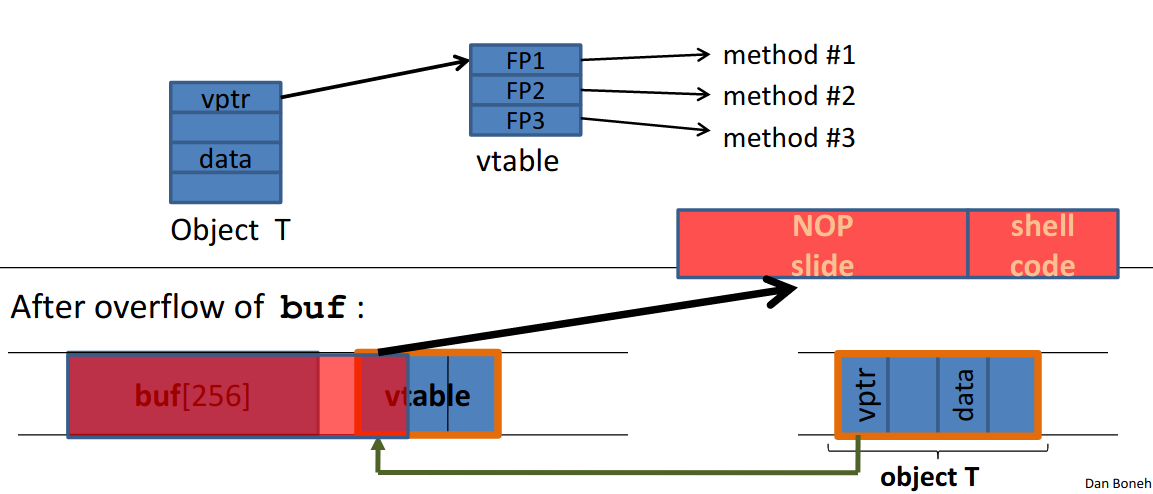 FP1
method #1
vptr
FP2
method #2
FP3
method #3
data
vtable
Object T
NOP
slide
shell
code
After overflow of buf :
buf[256]
vtable
vptr
data
object T
Dan Boneh